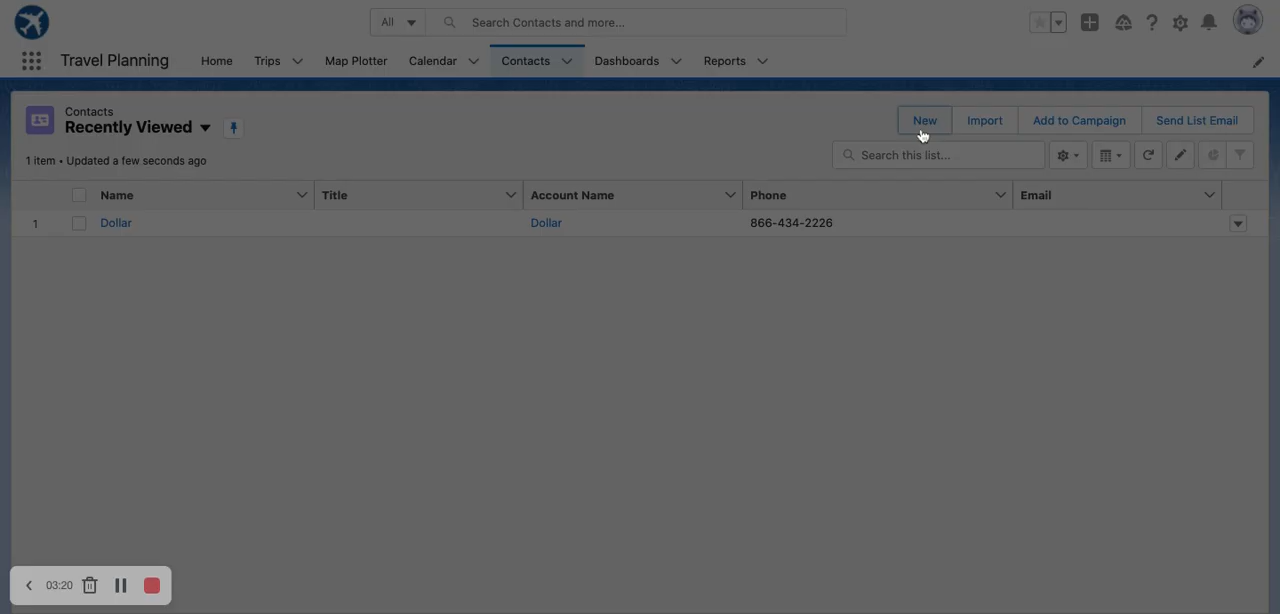 All Search Contacts and more...
Travel Planning Home Trips Map Plotter Calendar Contacts Dashboards Reports
Contacts
Recently Viewed
New Import Add to Campaign Send List Email
1 item • Updated a few seconds ago
Search this list...
Name Title Account Name Phone Email
1 Dollar Dollar 866-434-2226
03:20